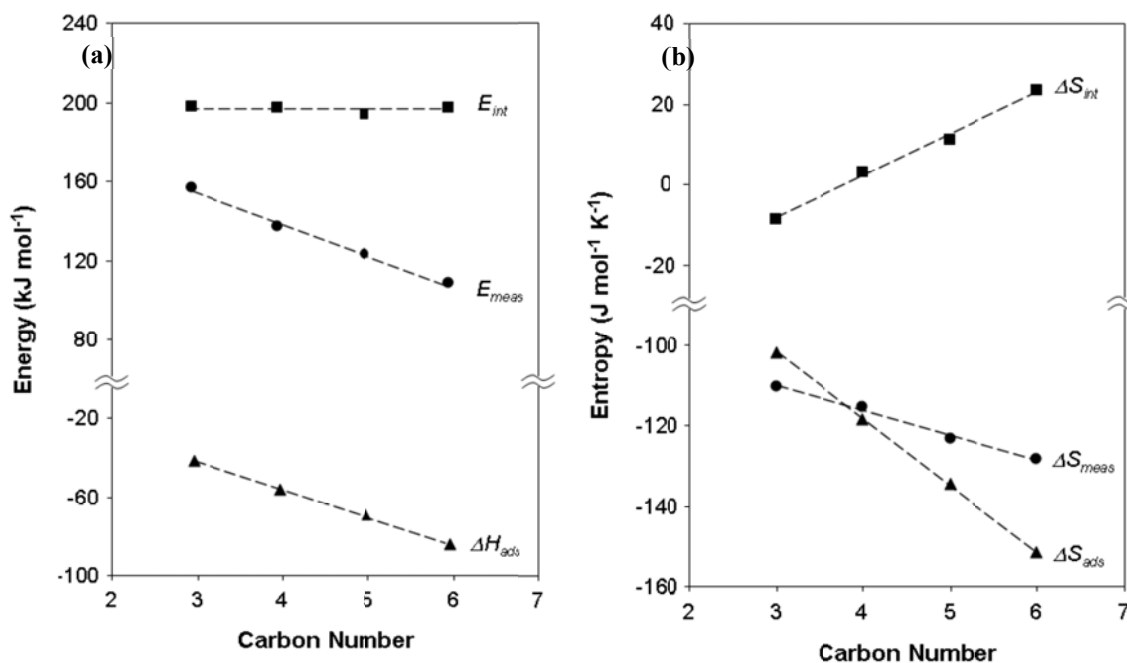 (a)
Energy (kJ mol⁻¹)
240
200
160
120
80
-20
-60
-100
E_int
E_meas
ΔH_ads
2 3 4 5 6 7
Carbon Number
(b)
Entropy (J mol⁻¹ K⁻¹)
40
20
0
-20
-100
-120
-140
-160
ΔS_int
ΔS_meas
ΔS_ads
2 3 4 5 6 7
Carbon Number